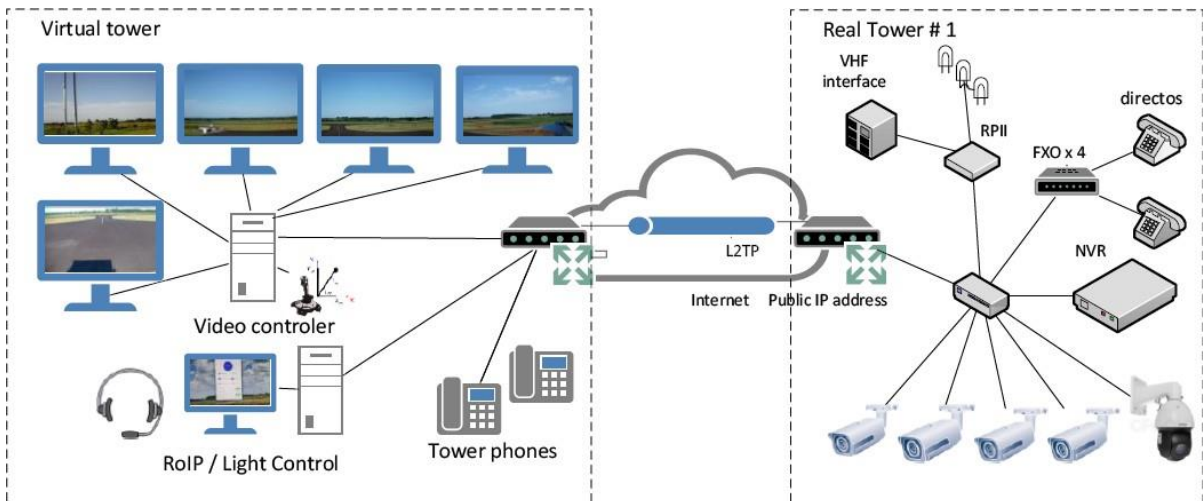 Virtual tower
Real Tower # 1
VHF
interface
directos
RPII
FXO x 4
NVR
L2TP
Internet
Public IP address
Video controler
RoIP / Light Control
Tower phones